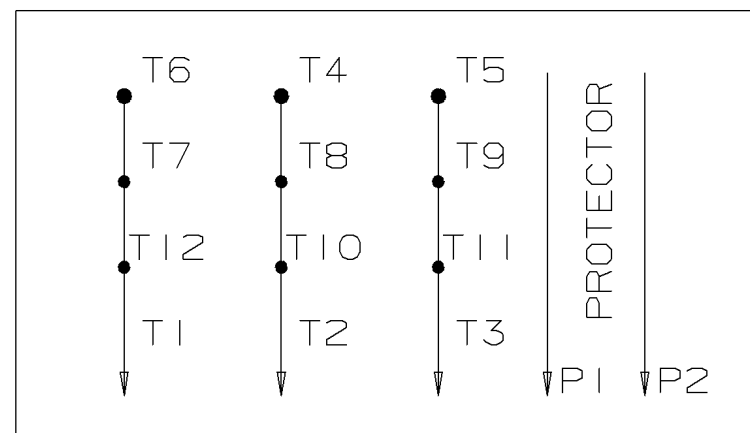 T6 T4 T5
T7 T8 T9
T12 T10 T11
T1 T2 T3
PROTECTOR
P1 P2